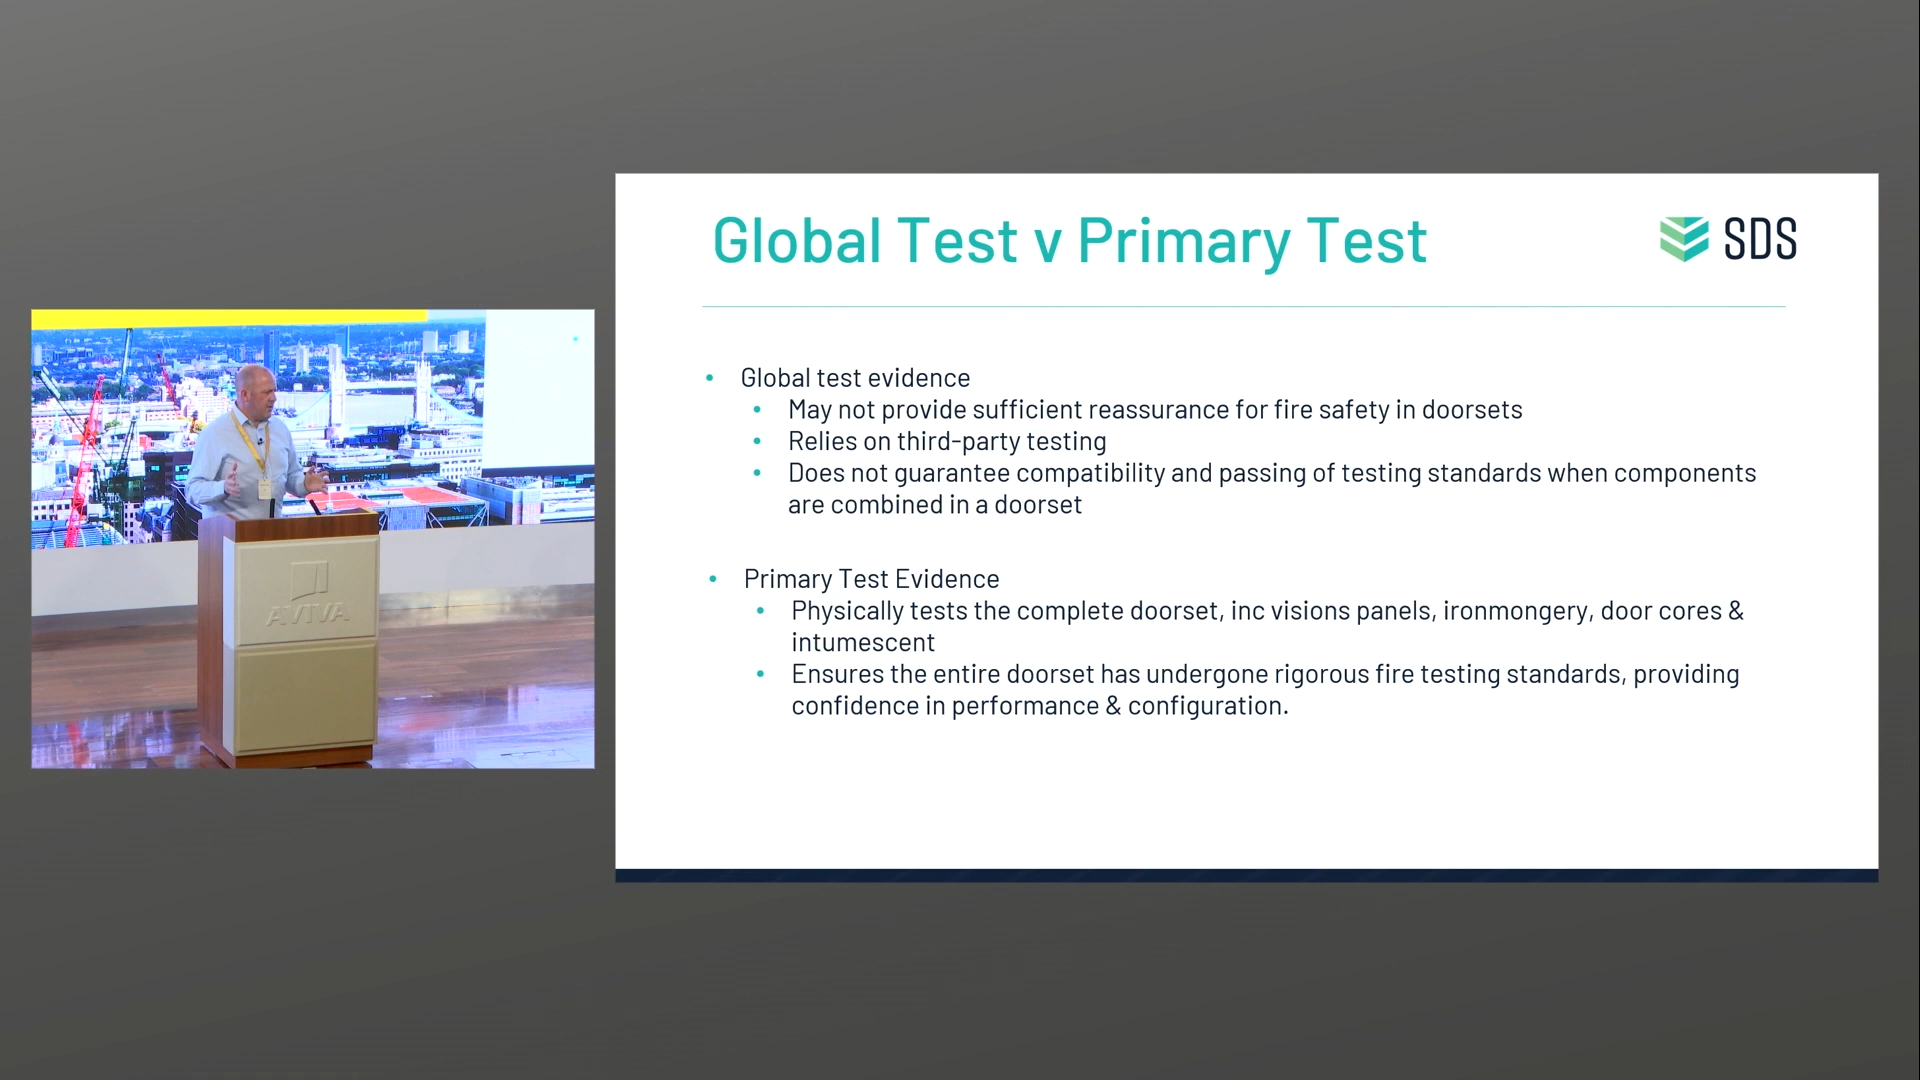 Global Test v Primary Test
SDS
Global test evidence
May not provide sufficient reassurance for fire safety in doorsets
Relies on third-party testing
Does not guarantee compatibility and passing of testing standards when components
are combined in a doorset
Primary Test Evidence
Physically tests the complete doorset, inc visions panels, ironmongery, door cores &
intumescent
Ensures the entire doorset has undergone rigorous fire testing standards, providing
confidence in performance & configuration.
AVIVA